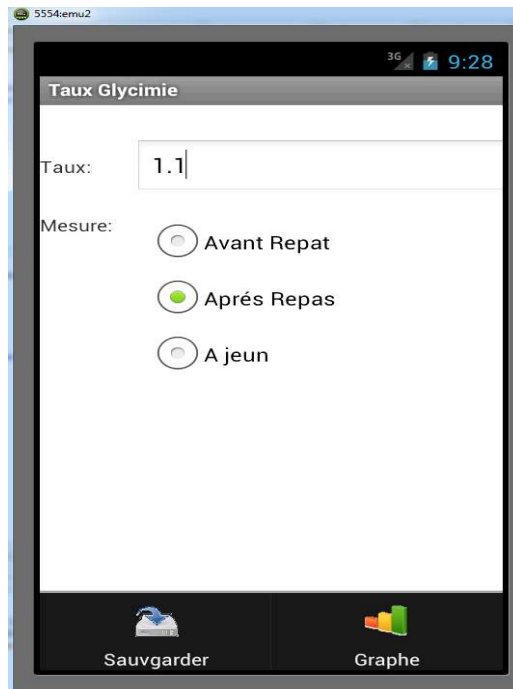 5554:emu2
3G 9:28
Taux Glycimie
Taux: 1.1
Mesure:
Avant Repat
Aprés Repas
A jeun
Sauvgarder Graphe